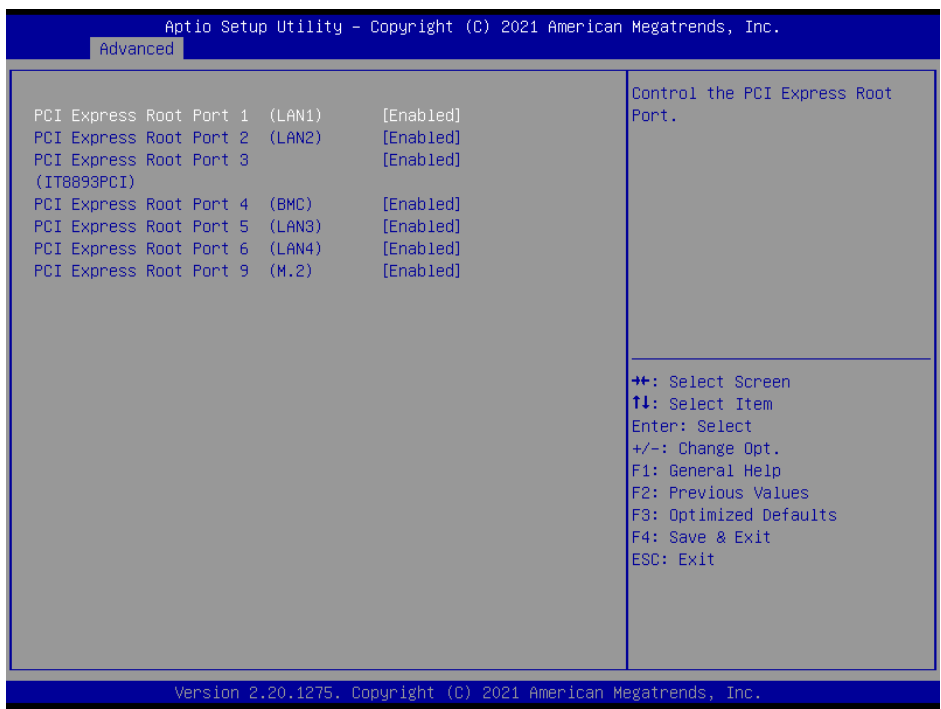 Aptio Setup Utility – Copyright (C) 2021 American Megatrends, Inc.
Advanced
PCI Express Root Port 1 (LAN1) [Enabled]
PCI Express Root Port 2 (LAN2) [Enabled]
PCI Express Root Port 3 [Enabled]
(IT8893PCI)
PCI Express Root Port 4 (BMC) [Enabled]
PCI Express Root Port 5 (LAN3) [Enabled]
PCI Express Root Port 6 (LAN4) [Enabled]
PCI Express Root Port 9 (M.2) [Enabled]
Control the PCI Express Root
Port.
→←: Select Screen
↑↓: Select Item
Enter: Select
+/-: Change Opt.
F1: General Help
F2: Previous Values
F3: Optimized Defaults
F4: Save & Exit
ESC: Exit
Version 2.20.1275. Copyright (C) 2021 American Megatrends, Inc.